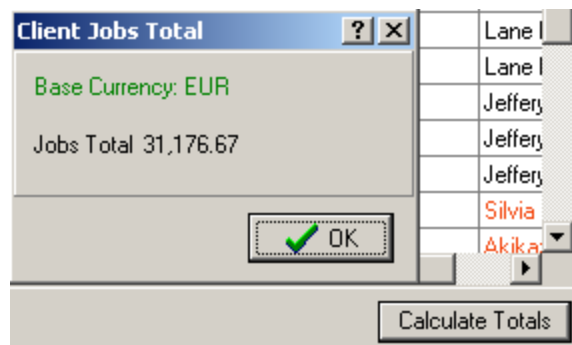 Client Jobs Total
Base Currency: EUR
Jobs Total 31,176.67
OK
Lane
Lane
Jeffery
Jeffery
Jeffery
Silvia
Calculate Totals